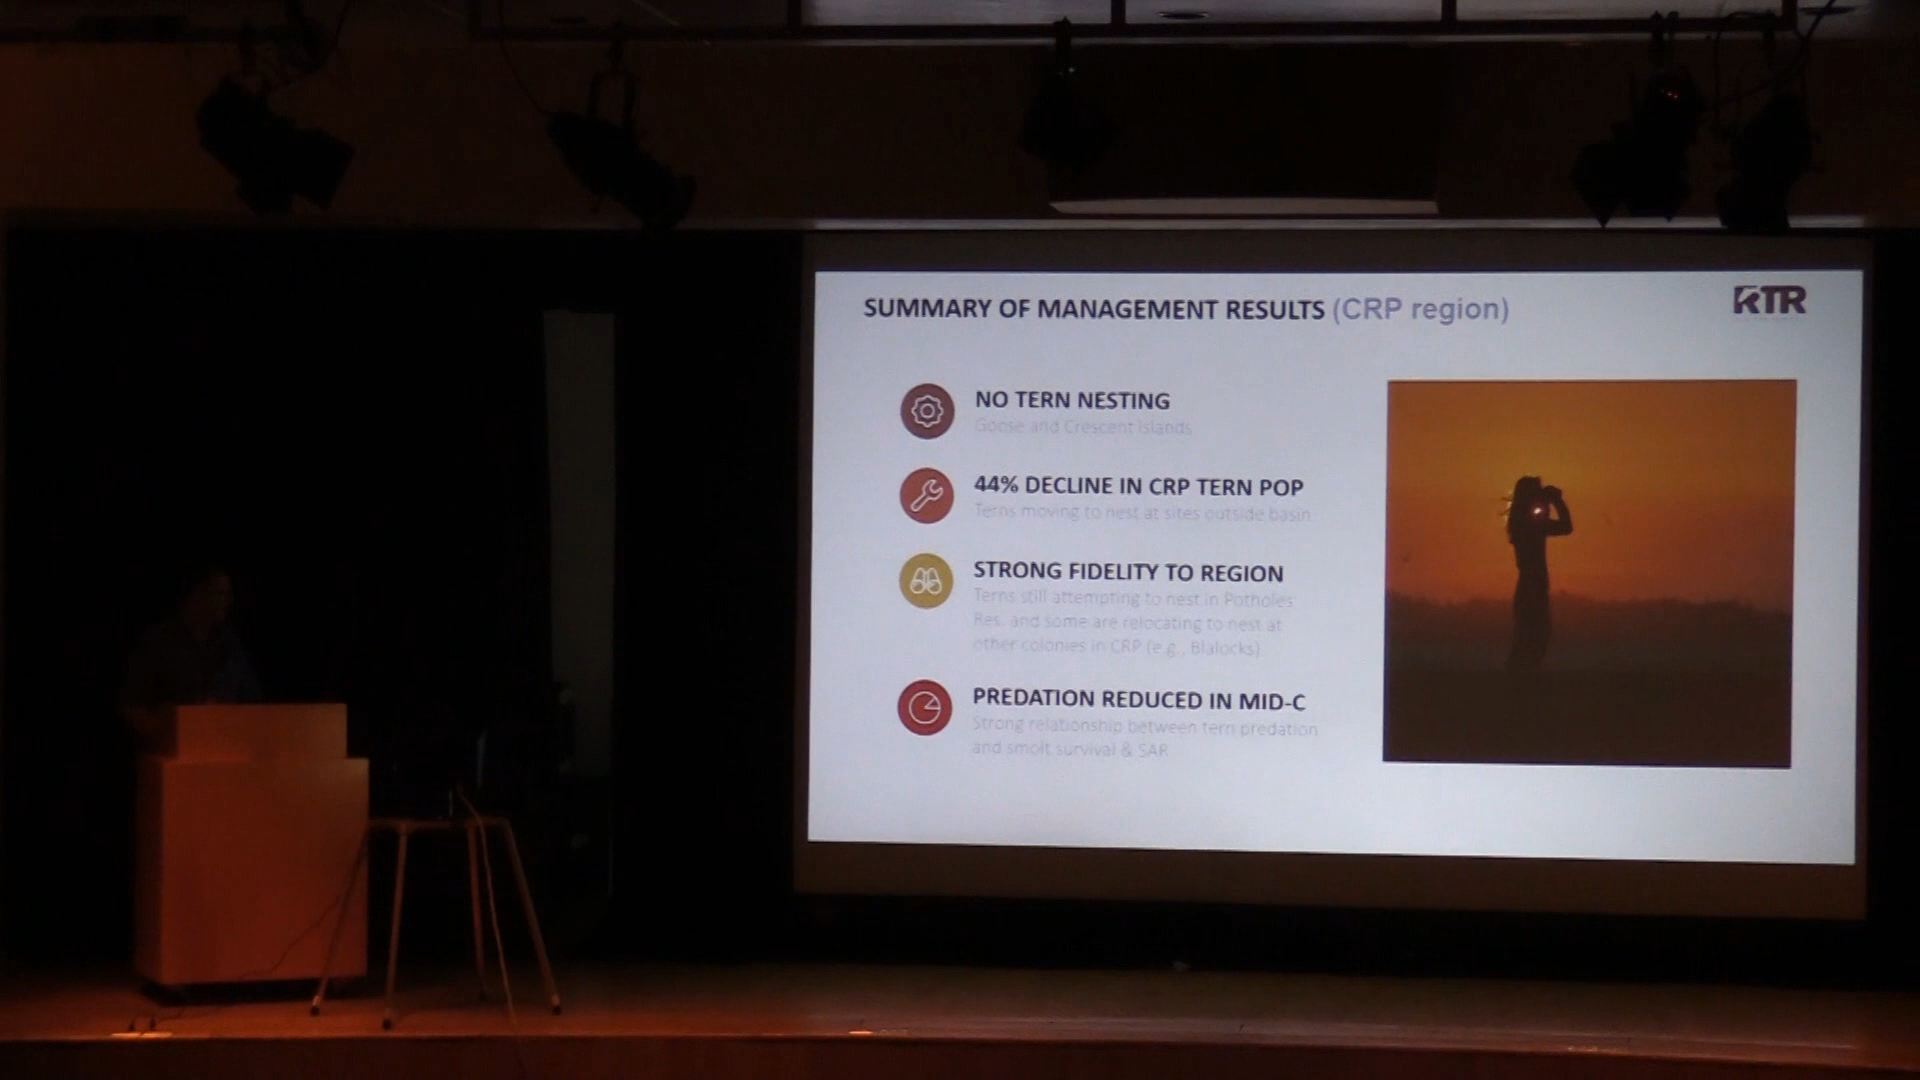 SUMMARY OF MANAGEMENT RESULTS (CRP region)
RTR
NO TERN NESTING
Goose and Crescent Islands
44% DECLINE IN CRP TERN POP
Terns moving to nest at sites outside basin
STRONG FIDELITY TO REGION
Terns still attempting to nest in Potholes
Res. and some are relocating to nest at
other colonies in CRP (e.g., Blalocks)
PREDATION REDUCED IN MID-C
Strong relationship between tern predation
and smolt survival & SAR